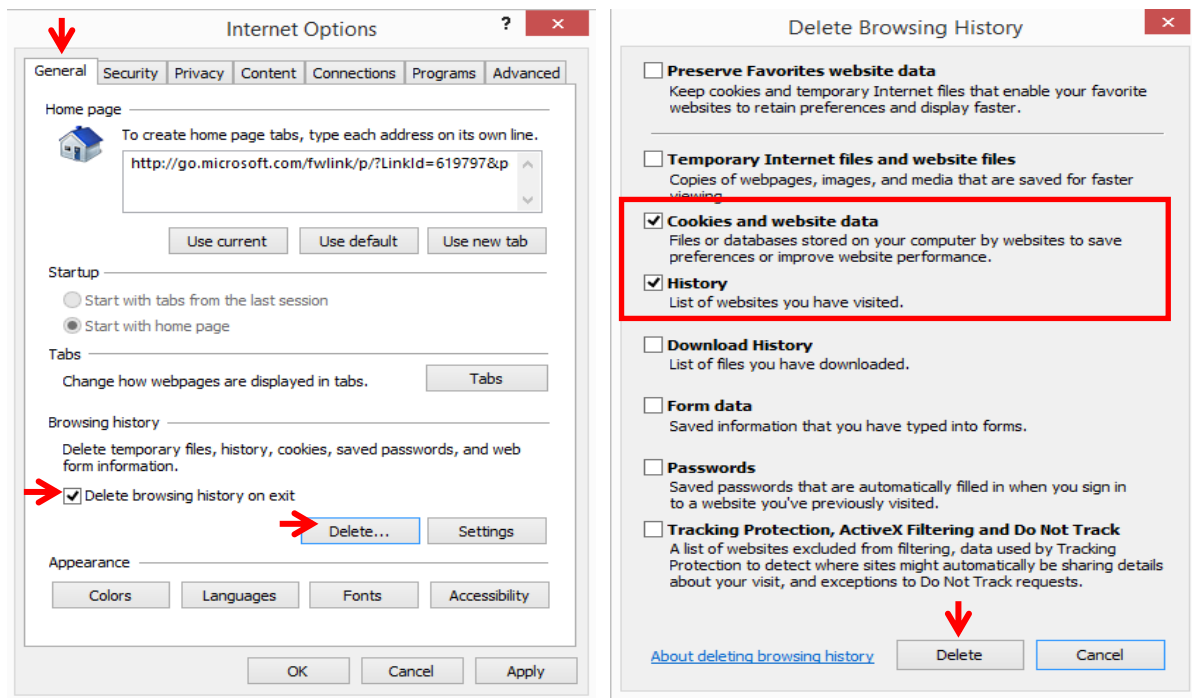 Internet Options
?
×
General
Security
Privacy
Content
Connections
Programs
Advanced
Home page
To create home page tabs, type each address on its own line.
http://go.microsoft.com/fwlink/p/?LinkId=619797&p
Use current
Use default
Use new tab
Startup
Start with tabs from the last session
Start with home page
Tabs
Change how webpages are displayed in tabs.
Tabs
Browsing history
Delete temporary files, history, cookies, saved passwords, and web
form information.
Delete browsing history on exit
Delete...
Settings
Appearance
Colors
Languages
Fonts
Accessibility
OK
Cancel
Apply
Delete Browsing History
×
Preserve Favorites website data
Keep cookies and temporary Internet files that enable your favorite
websites to retain preferences and display faster.
Temporary Internet files and website files
Copies of webpages, images, and media that are saved for faster
viewing.
Cookies and website data
Files or databases stored on your computer by websites to save
preferences or improve website performance.
History
List of websites you have visited.
Download History
List of files you have downloaded.
Form data
Saved information that you have typed into forms.
Passwords
Saved passwords that are automatically filled in when you sign in
to a website you've previously visited.
Tracking Protection, ActiveX Filtering and Do Not Track
A list of websites excluded from filtering, data used by Tracking
Protection to detect where sites might automatically be sharing details
about your visit, and exceptions to Do Not Track requests.
About deleting browsing history
Delete
Cancel